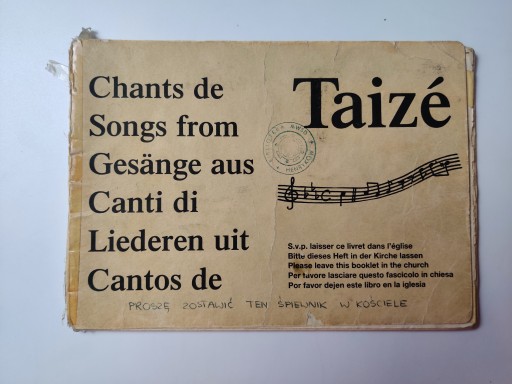 Chants de
Songs from
Gesänge aus
Canti di
Liederen uit
Cantos de
Taizé
S.v.p. laisser ce livret dans l'église
Bitte dieses Heft in der Kirche lassen
Please leave this booklet in the church
Per favore lasciare questo fascicolo in chiesa
Por favor dejen este libro en la iglesia
PROSZĘ ZOSTAWIĆ TEN ŚPIEWNIK W KOŚCIELE